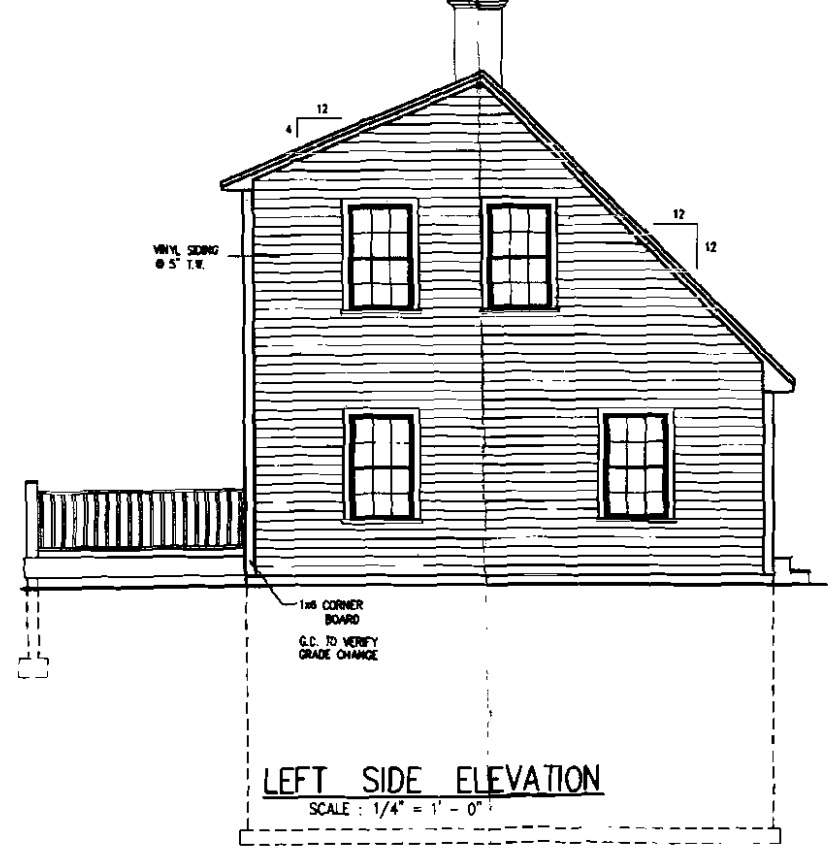 12
4
12
12
VINYL SIDING
@ 5" T.W.
1x6 CORNER
BOARD
G.C. TO VERIFY
GRADE CHANGE
LEFT SIDE ELEVATION
SCALE : 1/4" = 1' - 0"